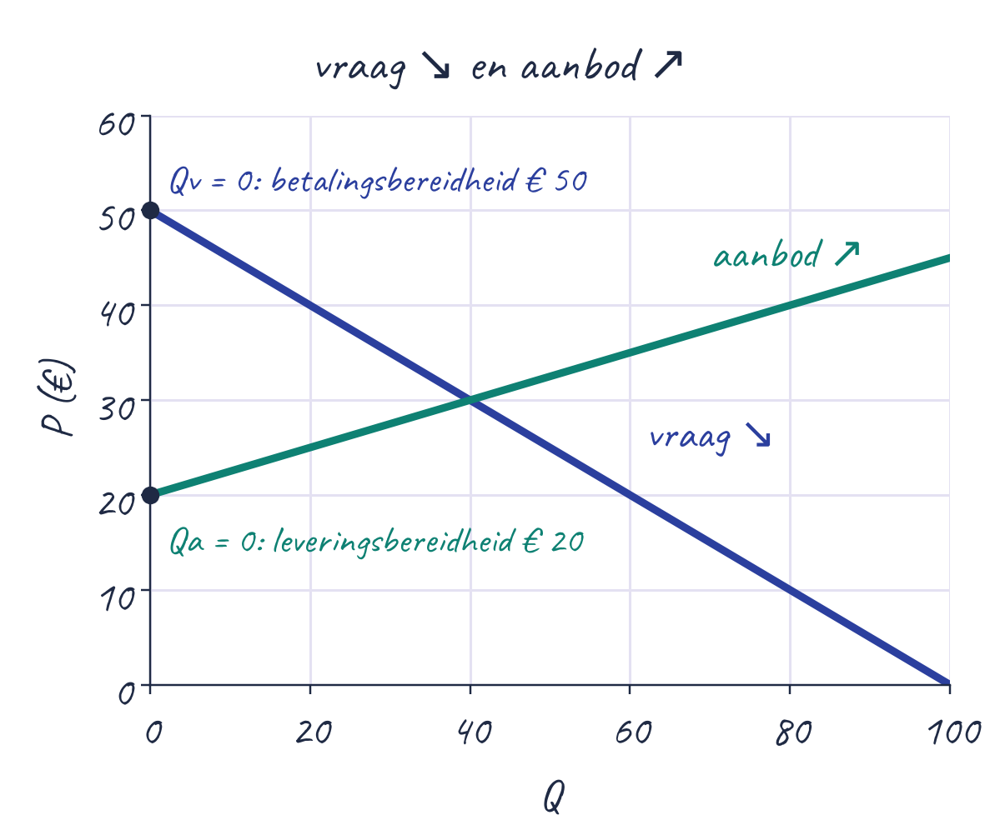 vraag ↘ en aanbod ↗
60
Qv = 0: betalingsbereidheid € 50
50
aanbod ↗
40
P (€)
30
vraag ↘
20
Qa = 0: leveringsbereidheid € 20
10
0
0 20 40 60 80 100
Q